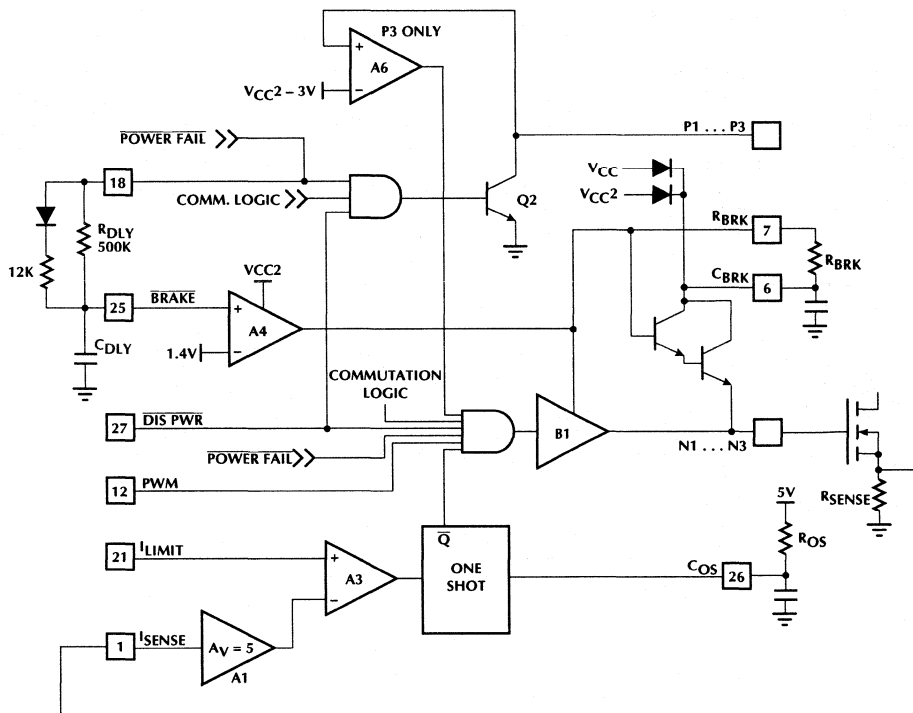 P3 ONLY
+
A6
VCC2 – 3V
–
P1 . . . P3
POWER FAIL
VCC
18
COMM. LOGIC
Q2
VCC2
RDLY
500K
RBRK
7
12K
VCC2
RBRK
CBRK
6
25
BRAKE
+
A4
1.4V
–
CDLY
COMMUTATION
LOGIC
27
DIS PWR
B1
N1 . . . N3
POWER FAIL
12
PWM
RSENSE
5V
Q
ROS
21
ILIMIT
+
A3
–
ONE
SHOT
COS
26
1
ISENSE
AV = 5
A1